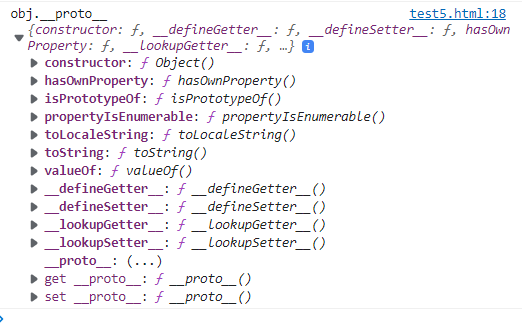 obj.__proto__ test5.html:18
{constructor: ƒ, __defineGetter__: ƒ, __defineSetter__: ƒ, hasOwn
Property: ƒ, __lookupGetter__: ƒ, …} i
constructor: ƒ Object()
hasOwnProperty: ƒ hasOwnProperty()
isPrototypeOf: ƒ isPrototypeOf()
propertyIsEnumerable: ƒ propertyIsEnumerable()
toLocaleString: ƒ toLocaleString()
toString: ƒ toString()
valueOf: ƒ valueOf()
__defineGetter__: ƒ __defineGetter__()
__defineSetter__: ƒ __defineSetter__()
__lookupGetter__: ƒ __lookupGetter__()
__lookupSetter__: ƒ __lookupSetter__()
__proto__: (...)
get __proto__: ƒ __proto__()
set __proto__: ƒ __proto__()